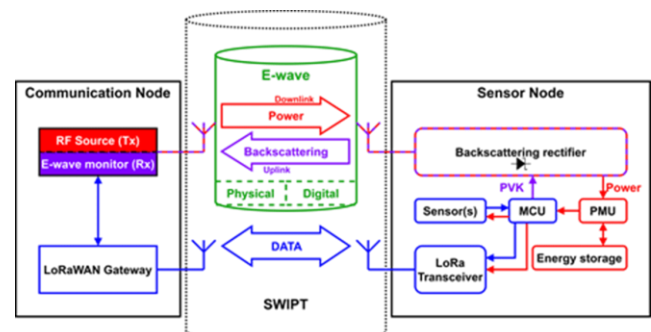 Communication Node
RF Source (Tx)
E-wave monitor (Rx)
LoRaWAN Gateway
E-wave
Downlink
Power
Backscattering
Uplink
Physical
Digital
DATA
SWIPT
Sensor Node
Backscattering rectifier
PVK
Power
Sensor(s)
MCU
PMU
LoRa
Transceiver
Energy storage